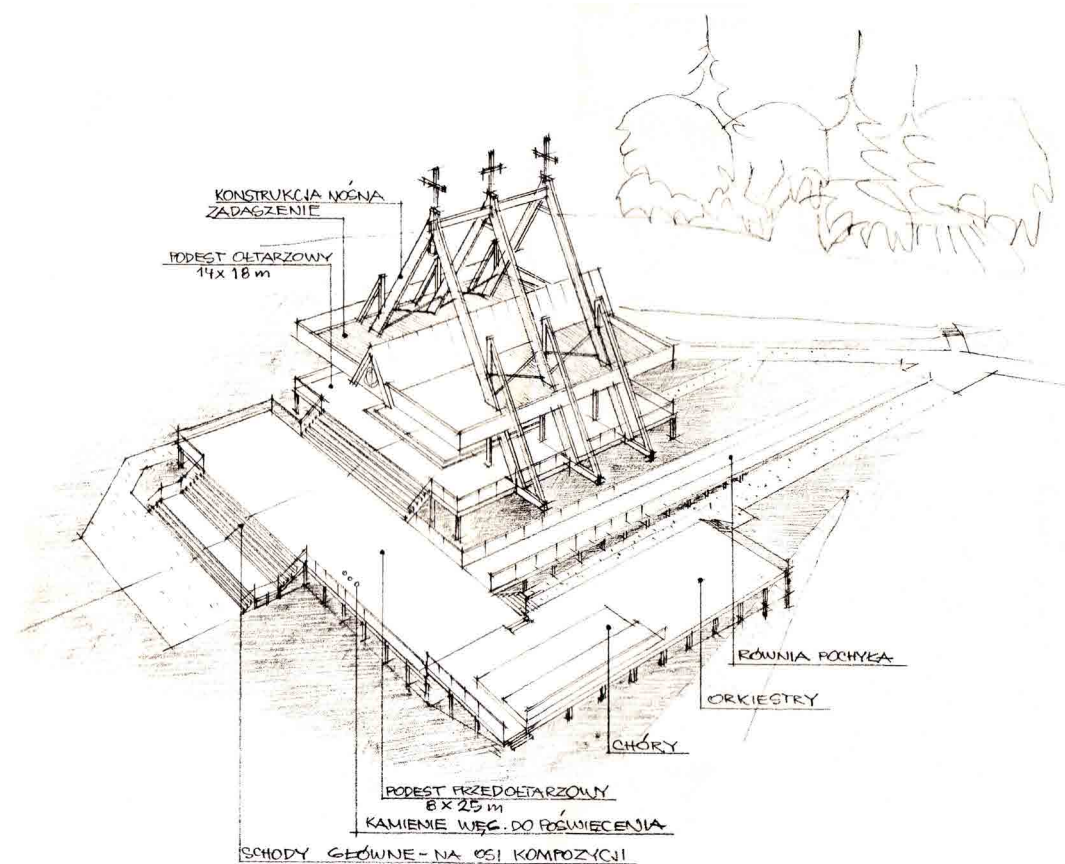 KONSTRUKCJA NOŚNA
ZADASZENIE
PODEST OŁTARZOWY
14 x 18 m
RÓWNIA POCHYŁA
ORKIESTRY
CHÓRY
PODEST PRZEDOŁTARZOWY
8 x 25 m
KAMIENIE WĘG. DO POŚWIĘCENIA
SCHODY GŁÓWNE - NA OSI KOMPOZYCJI